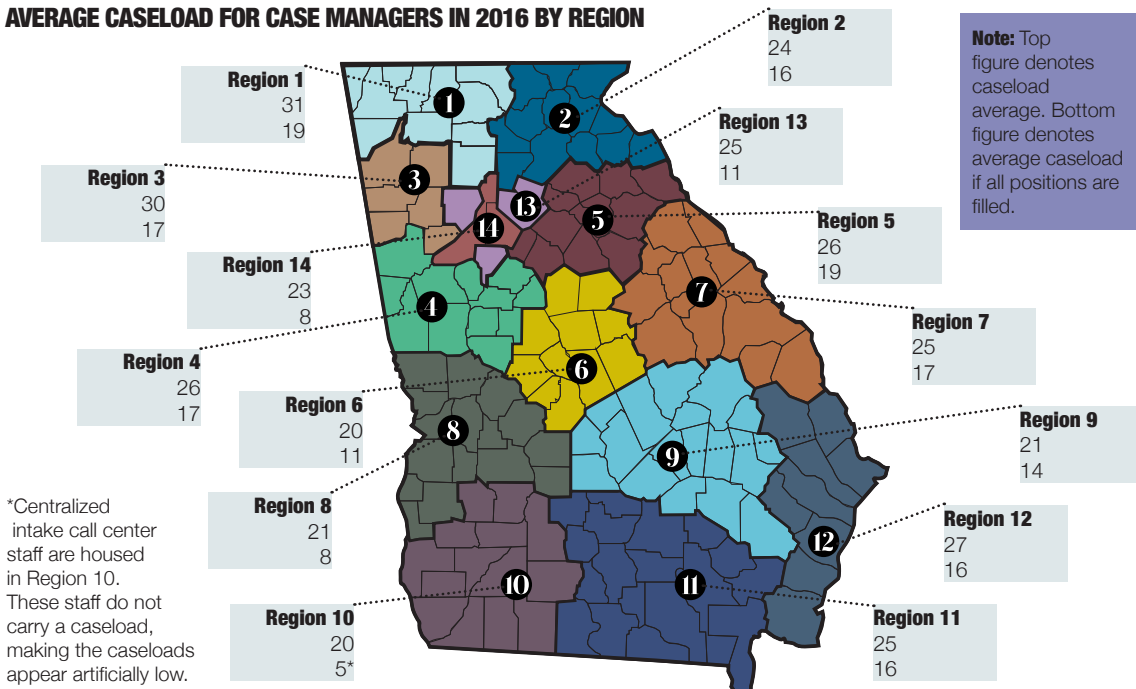 AVERAGE CASELOAD FOR CASE MANAGERS IN 2016 BY REGION
Region 2
24
16
Note: Top
figure denotes
caseload
average. Bottom
figure denotes
average caseload
if all positions are
filled.
Region 1
31
19
Region 13
25
11
Region 3
30
17
Region 5
26
19
Region 14
23
8
Region 7
25
17
Region 4
26
17
Region 6
20
11
Region 9
21
14
Region 8
21
8
Region 12
27
16
Region 10
20
5*
Region 11
25
16
*Centralized
intake call center
staff are housed
in Region 10.
These staff do not
carry a caseload,
making the caseloads
appear artificially low.
1
2
3
13
5
14
7
4
6
8
9
12
10
11